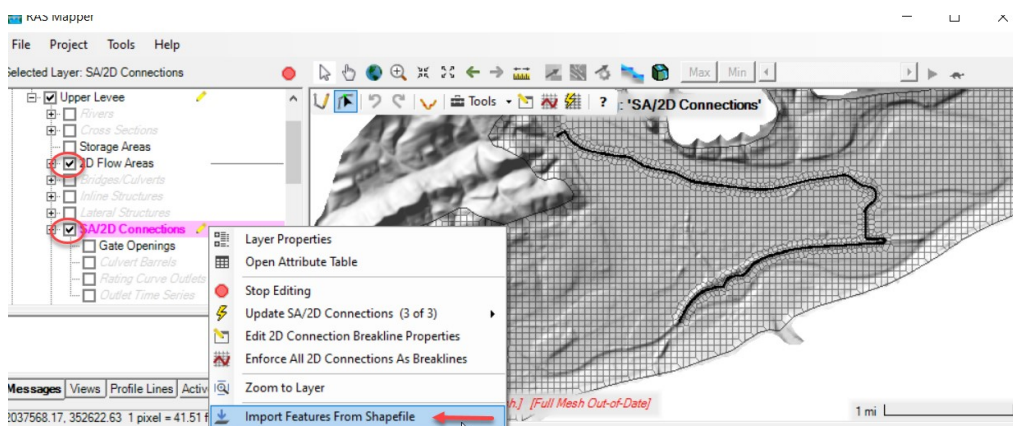 RAS Mapper
File Project Tools Help
Selected Layer: SA/2D Connections
Max Min
Upper Levee
Tools ? : 'SA/2D Connections'
Rivers
Cross Sections
Storage Areas
2D Flow Areas
Bridges/Culverts
Inline Structures
Lateral Structures
SA/2D Connections
Gate Openings
Culvert Barrels
Rating Curve Outlets
Outlet Time Series
Layer Properties
Open Attribute Table
Stop Editing
Update SA/2D Connections (3 of 3)
Edit 2D Connection Breakline Properties
Enforce All 2D Connections As Breaklines
Zoom to Layer
Import Features From Shapefile
Messages Views Profile Lines Activ
2037568.17, 352622.63 1 pixel = 41.51 f
h.] [Full Mesh Out-of-Date]
1 mi